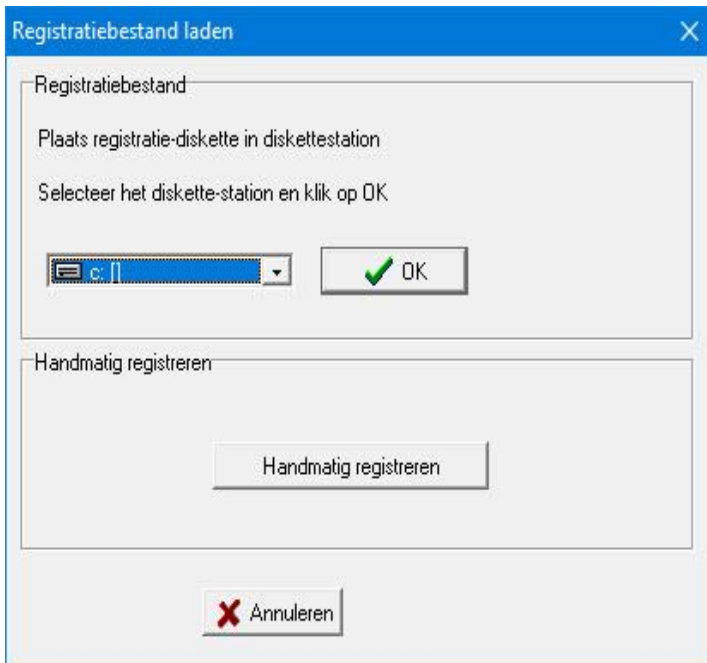 Registratiebestand laden
Registratiebestand
Plaats registratie-diskette in diskettestation
Selecteer het diskette-station en klik op OK
c: []
OK
Handmatig registreren
Handmatig registreren
Annuleren